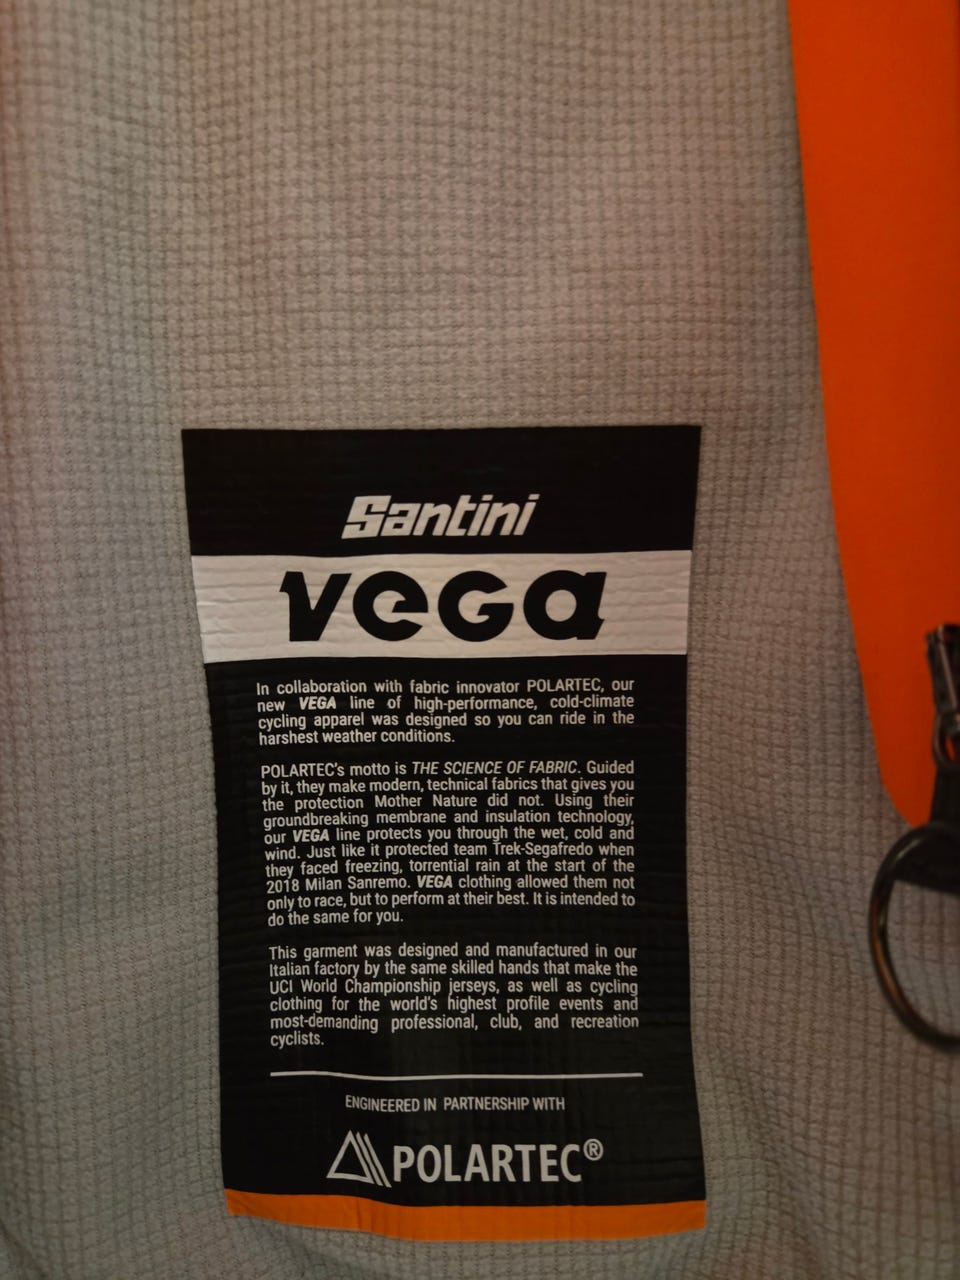 Santini
vega
In collaboration with fabric innovator POLARTEC, our
new VEGA line of high-performance, cold-climate
cycling apparel was designed so you can ride in the
harshest weather conditions.
POLARTEC's motto is THE SCIENCE OF FABRIC. Guided
by it, they make modern, technical fabrics that gives you
the protection Mother Nature did not. Using their
groundbreaking membrane and insulation technology,
our VEGA line protects you through the wet, cold and
wind. Just like it protected team Trek-Segafredo when
they faced freezing, torrential rain at the start of the
2018 Milan Sanremo. VEGA clothing allowed them not
only to race, but to perform at their best. It is intended to
do the same for you.
This garment was designed and manufactured in our
Italian factory by the same skilled hands that make the
UCI World Championship jerseys, as well as cycling
clothing for the world's highest profile events and
most-demanding professional, club, and recreation
cyclists.
ENGINEERED IN PARTNERSHIP WITH
POLARTEC®